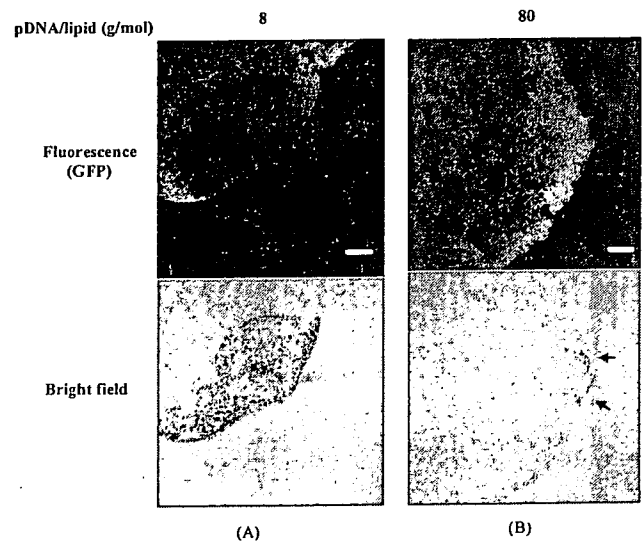 pDNA/lipid (g/mol)
8
80
Fluorescence
(GFP)
Bright field
(A)
(B)